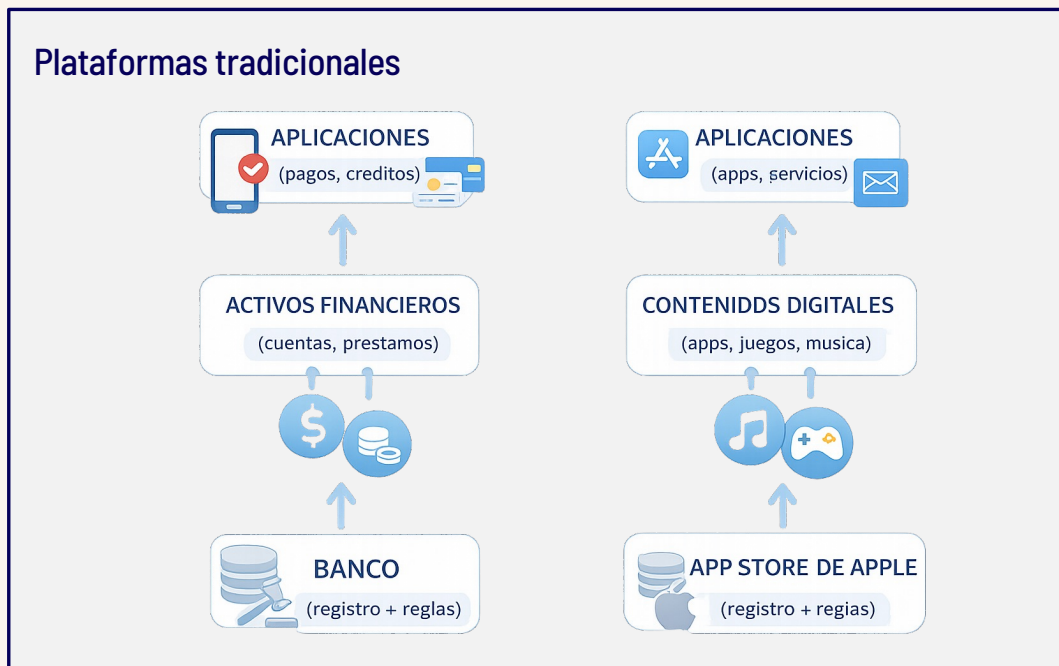 Plataformas tradicionales
APLICACIONES
(pagos, creditos)
ACTIVOS FINANCIEROS
(cuentas, prestamos)
$
BANCO
(registro + reglas)
APLICACIONES
(apps, servicios)
CONTENIDDS DIGITALES
(apps, juegos, musica)
APP STORE DE APPLE
(registro + regias)